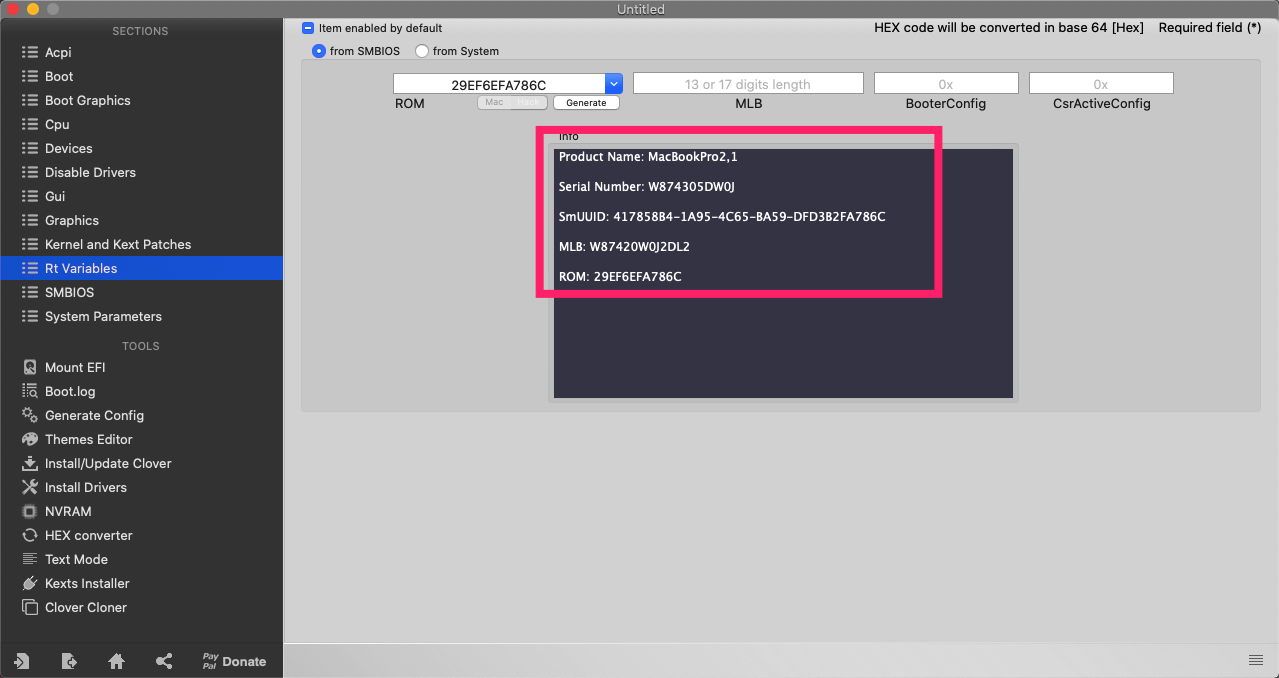 Untitled
SECTIONS
Acpi
Boot
Boot Graphics
Cpu
Devices
Disable Drivers
Gui
Graphics
Kernel and Kext Patches
Rt Variables
SMBIOS
System Parameters
TOOLS
Mount EFI
Boot.log
Generate Config
Themes Editor
Install/Update Clover
Install Drivers
NVRAM
HEX converter
Text Mode
Kexts Installer
Clover Cloner
Pay
Pal
Donate
Item enabled by default
HEX code will be converted in base 64 [Hex]
Required field (*)
from SMBIOS
from System
29EF6EFA786C
13 or 17 digits length
0x
0x
ROM
Mac
Hack
Generate
MLB
BooterConfig
CsrActiveConfig
Info
Product Name: MacBookPro2,1
Serial Number: W874305DW0J
SmUUID: 417858B4-1A95-4C65-BA59-DFD3B2FA786C
MLB: W87420W0J2DL2
ROM: 29EF6EFA786C